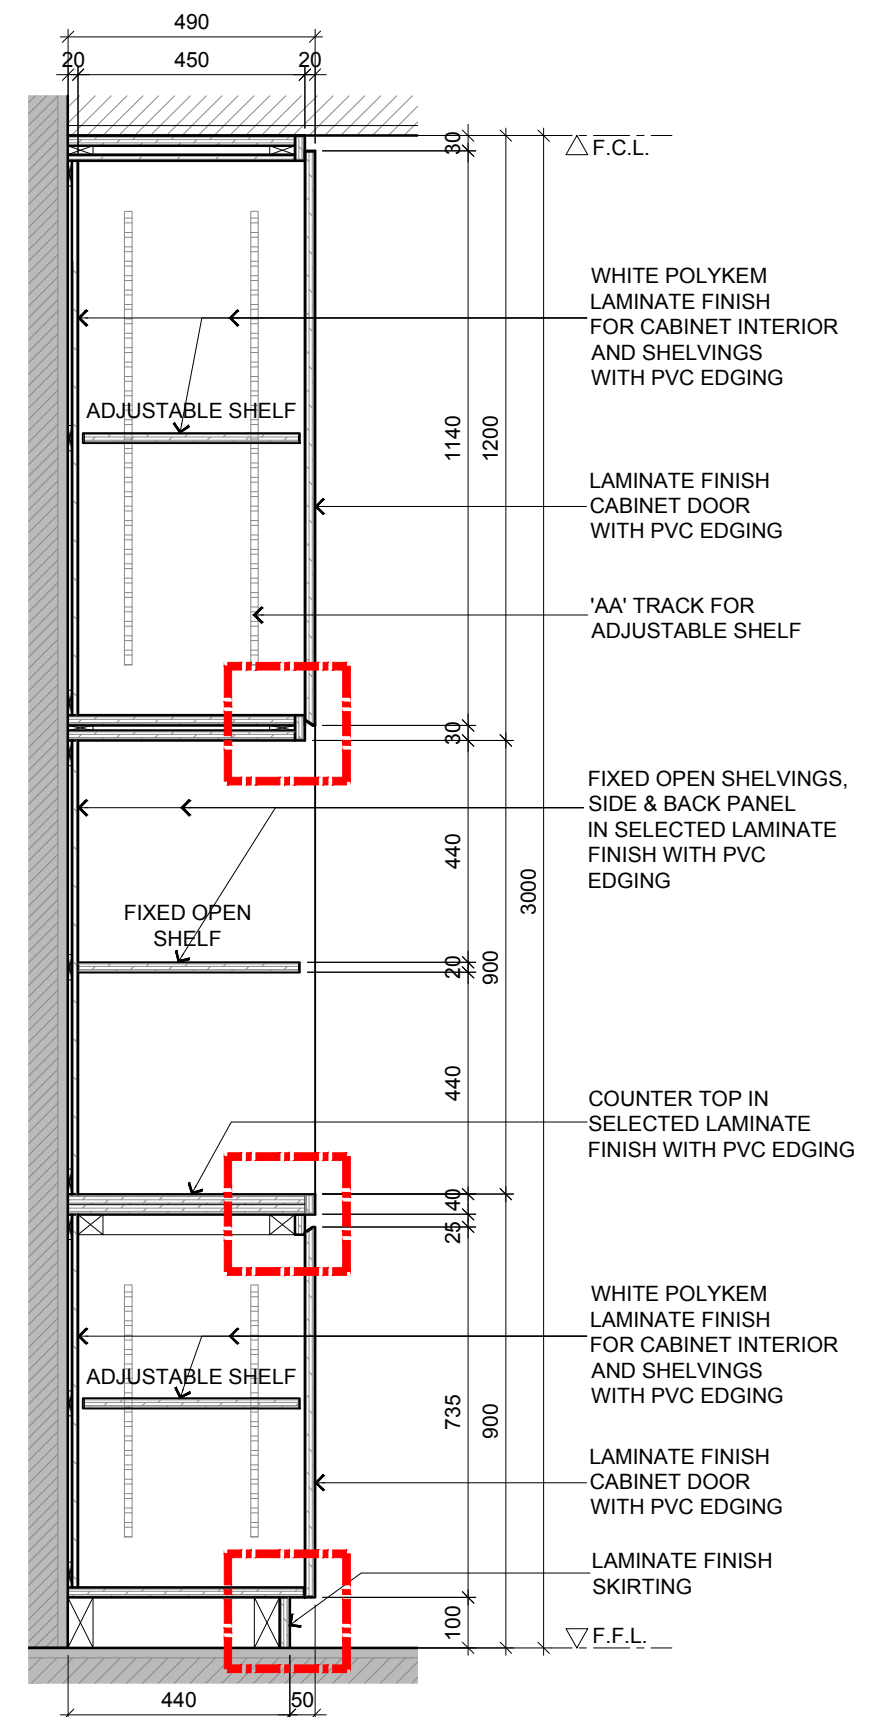 490
20 450 20
30
F.C.L.
WHITE POLYKEM
LAMINATE FINISH
FOR CABINET INTERIOR
AND SHELVINGS
WITH PVC EDGING
ADJUSTABLE SHELF
1140
1200
LAMINATE FINISH
CABINET DOOR
WITH PVC EDGING
'AA' TRACK FOR
ADJUSTABLE SHELF
30
FIXED OPEN SHELVINGS,
SIDE & BACK PANEL
IN SELECTED LAMINATE
FINISH WITH PVC
EDGING
440
3000
FIXED OPEN
SHELF
20
900
440
COUNTER TOP IN
SELECTED LAMINATE
FINISH WITH PVC EDGING
40
25
WHITE POLYKEM
LAMINATE FINISH
FOR CABINET INTERIOR
AND SHELVINGS
WITH PVC EDGING
ADJUSTABLE SHELF
735
900
LAMINATE FINISH
CABINET DOOR
WITH PVC EDGING
LAMINATE FINISH
SKIRTING
100
F.F.L.
440 50